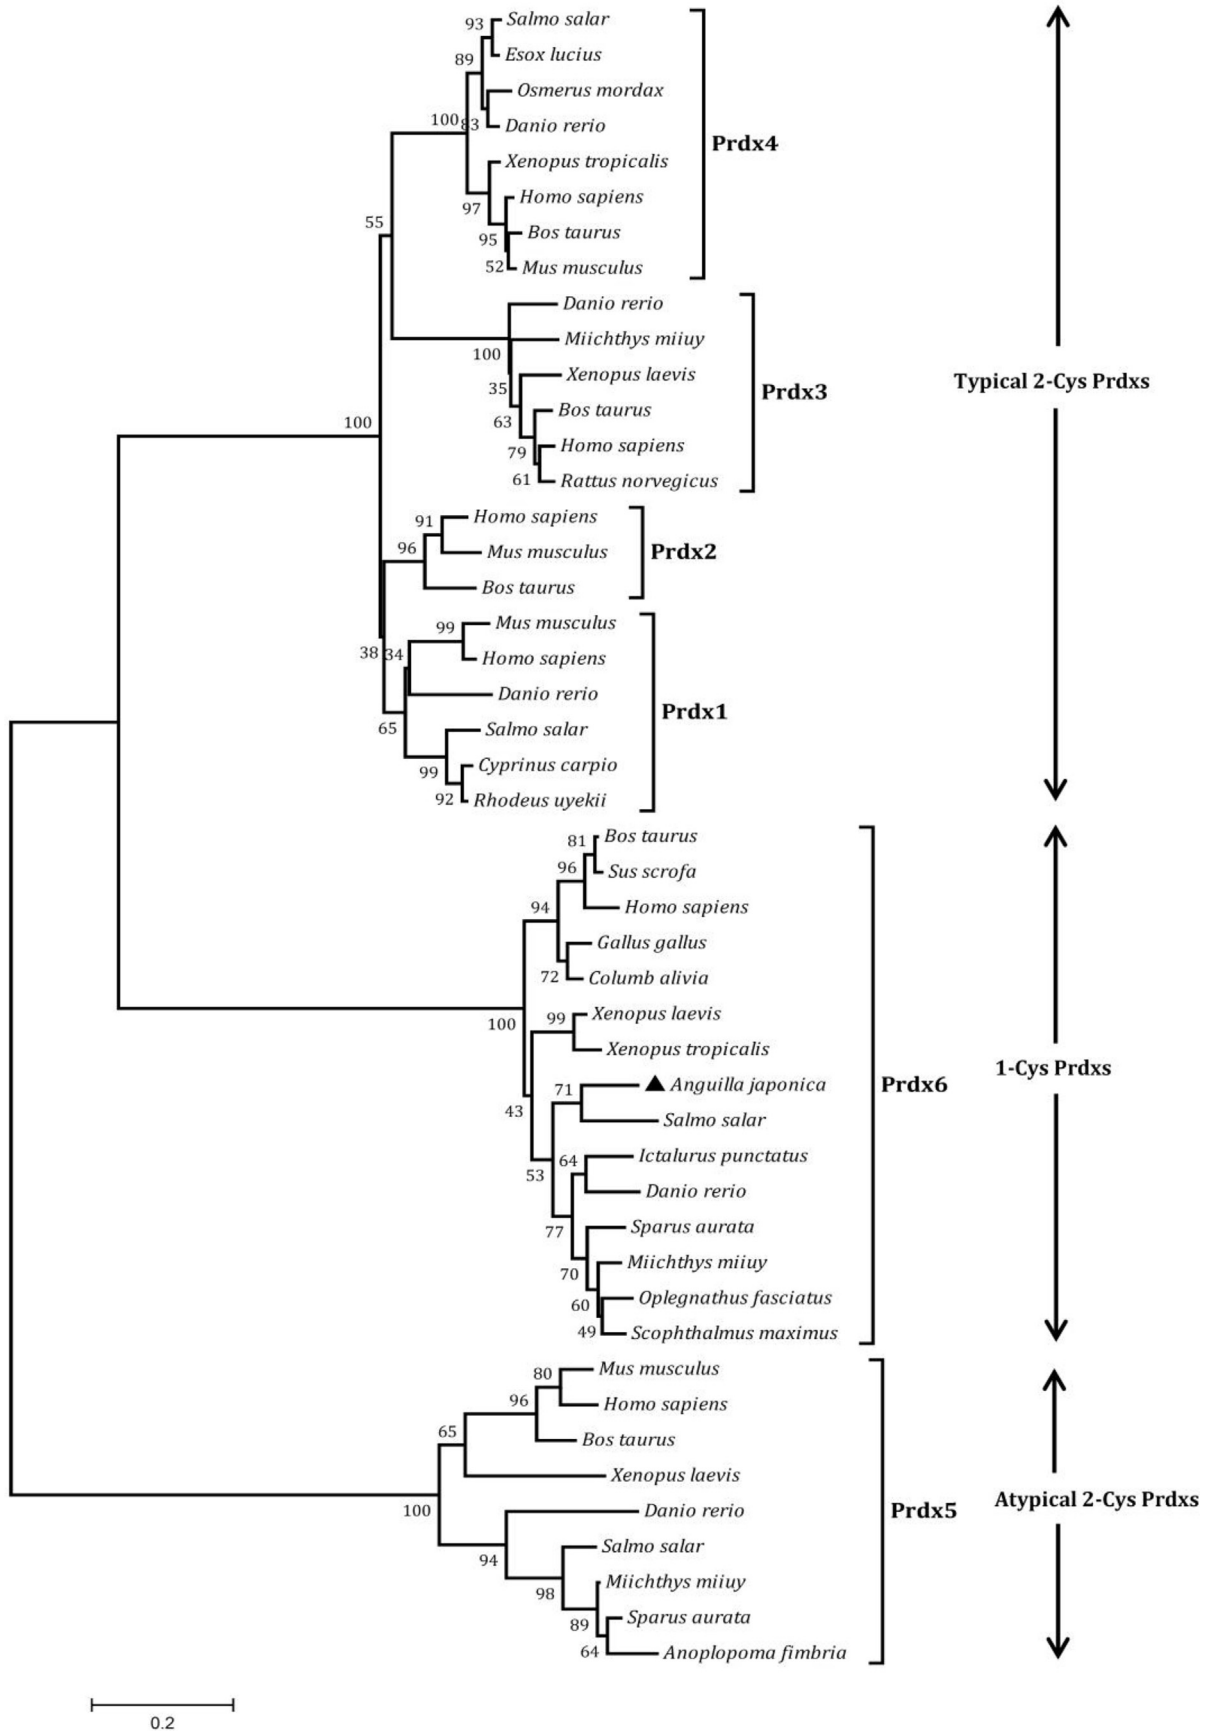 93 Salmo salar
Esox lucius
89
Osmerus mordax
100 83 Danio rerio
Prdx4
Xenopus tropicalis
Homo sapiens
97
55
95 Bos taurus
52 Mus musculus
Danio rerio
Miichthys miiuy
100
Xenopus laevis
Typical 2-Cys Prdxs
35
Prdx3
Bos taurus
63
100
Homo sapiens
79
61 Rattus norvegicus
91 Homo sapiens
96 Mus musculus
Prdx2
Bos taurus
99 Mus musculus
38 34 Homo sapiens
Danio rerio
Prdx1
65 Salmo salar
Cyprinus carpio
99
92 Rhodeus uyekii
81 Bos taurus
96 Sus scrofa
94 Homo sapiens
Gallus gallus
72 Columb alivia
100 99 Xenopus laevis
Xenopus tropicalis
1-Cys Prdxs
71 Anguilla japonica
Prdx6
43
Salmo salar
64 Ictalurus punctatus
53
Danio rerio
77 Sparus aurata
Miichthys miiuy
70
60 Oplegnathus fasciatus
49 Scophthalmus maximus
80 Mus musculus
96 Homo sapiens
65 Bos taurus
Xenopus laevis
Atypical 2-Cys Prdxs
100 Danio rerio
Prdx5
94 Salmo salar
98 Miichthys miiuy
89 Sparus aurata
64 Anoplopoma fimbria
0.2